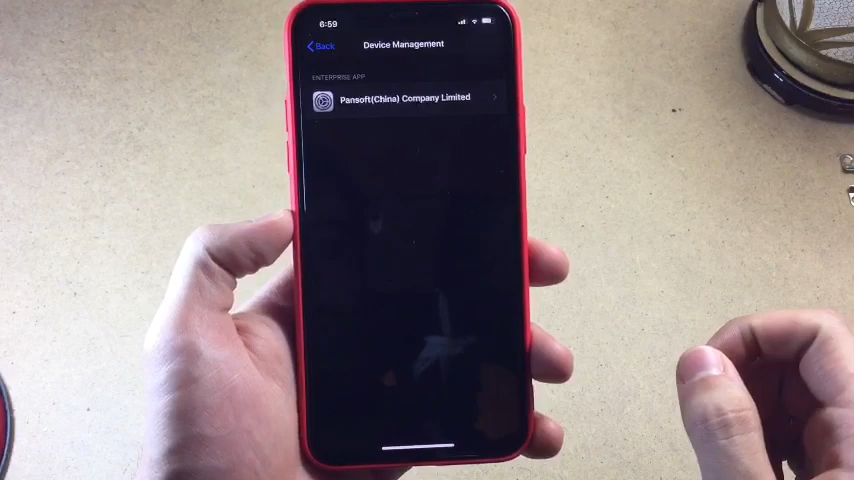 6:59
Back Device Management
ENTERPRISE APP
Pansoft(China) Company Limited